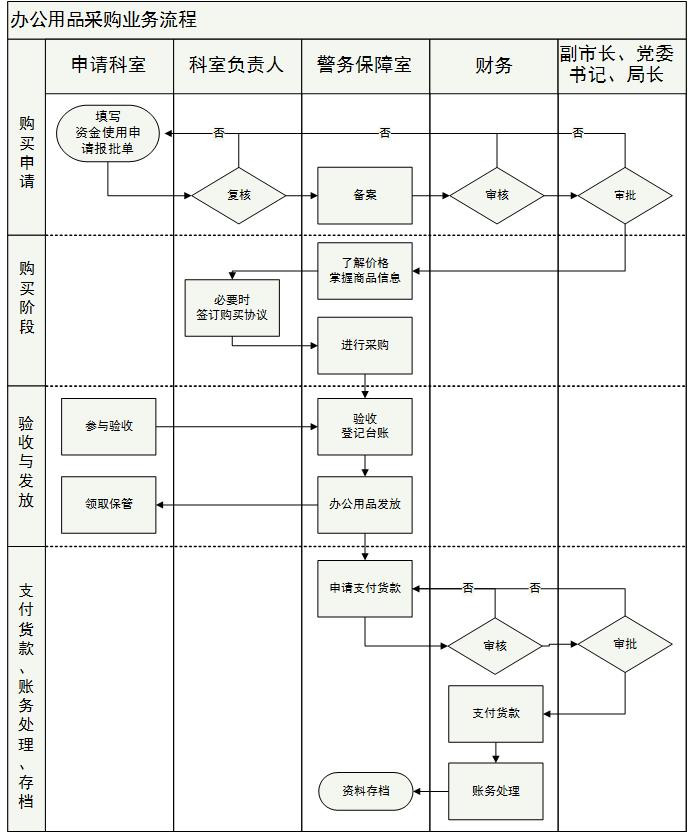 办公用品采购业务流程
申请科室
科室负责人
警务保障室
财务
副市长、党委
书记、局长
购买申请
填写
资金使用申
请报批单
否
否
否
复核
备案
审核
审批
购买阶段
了解价格
掌握商品信息
必要时
签订购买协议
进行采购
验收与发放
参与验收
验收
登记台账
领取保管
办公用品发放
支付货款、账务处理、存档
申请支付货款
否
否
审核
审批
支付货款
资料存档
账务处理